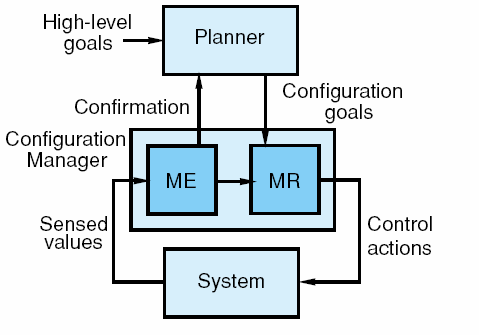 High-level
goals
Planner
Confirmation
Configuration
goals
Configuration
Manager
ME
MR
Sensed
values
Control
actions
System